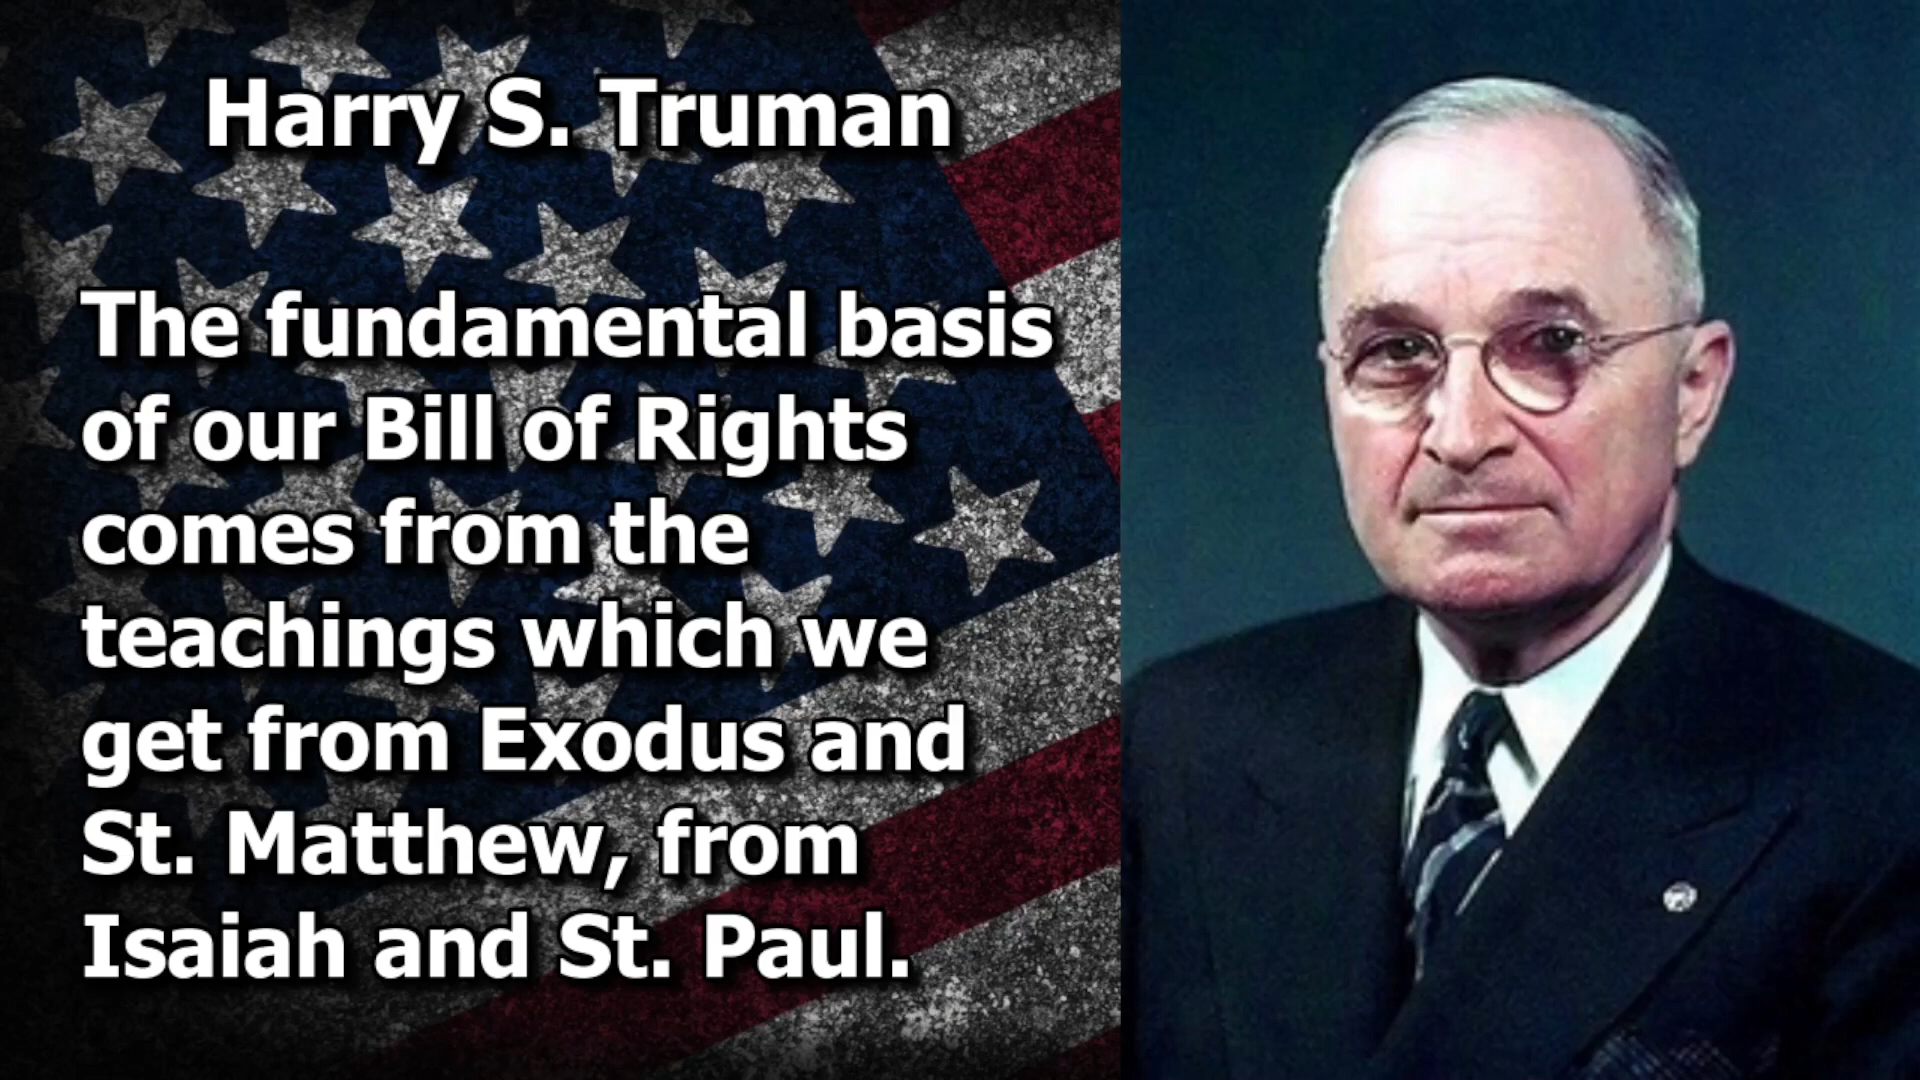 Harry S. Truman
The fundamental basis
of our Bill of Rights
comes from the
teachings which we
get from Exodus and
St. Matthew, from
Isaiah and St. Paul.